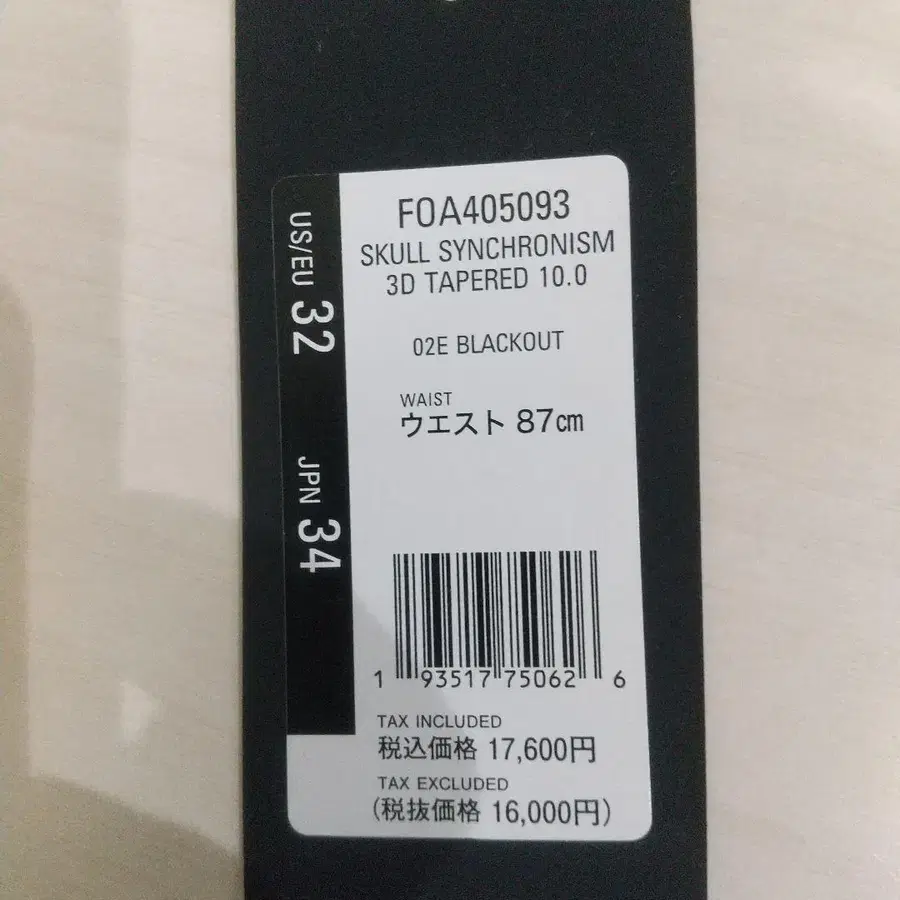 US/EU 32
JPN 34
FOA405093
SKULL SYNCHRONISM
3D TAPERED 10.0
02E BLACKOUT
WAIST
ウエスト 87cm
1 93517 75062 6
TAX INCLUDED
税込価格 17,600円
TAX EXCLUDED
(税抜価格 16,000円)